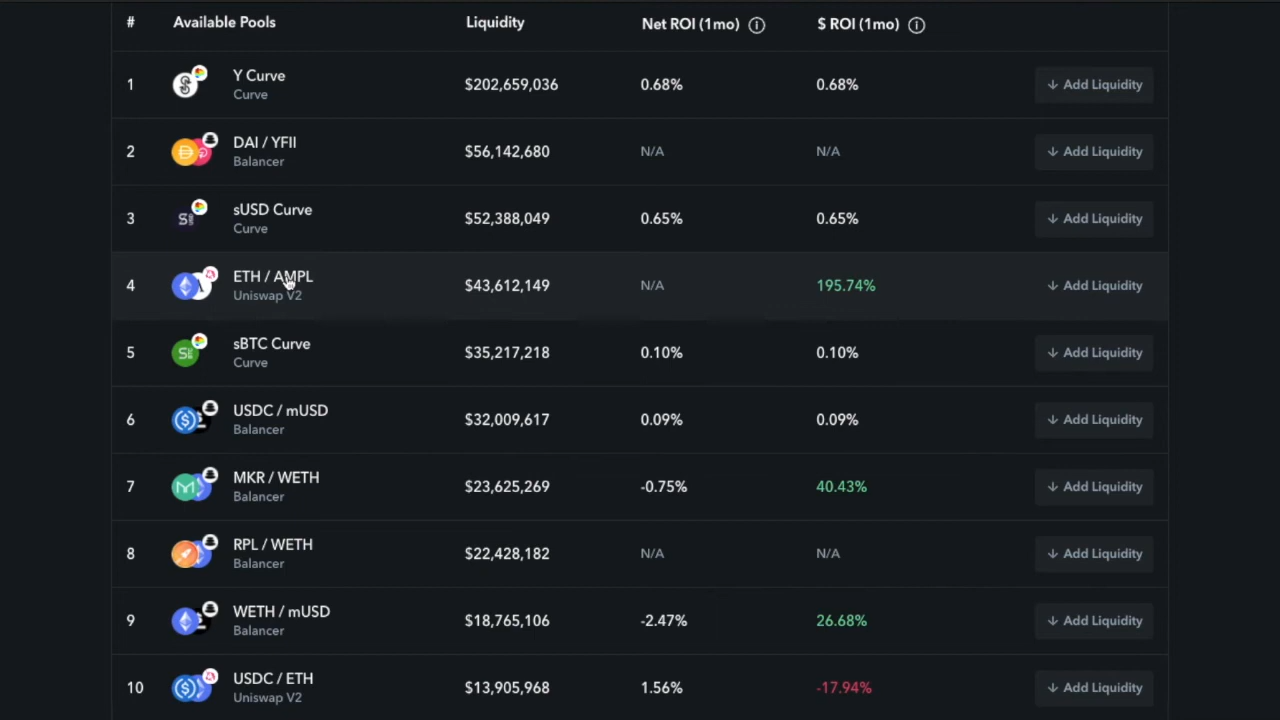 # Available Pools Liquidity Net ROI (1mo) $ ROI (1mo)
1 Y Curve $202,659,036 0.68% 0.68% Add Liquidity
Curve
2 DAI / YFII $56,142,680 N/A N/A Add Liquidity
Balancer
3 sUSD Curve $52,388,049 0.65% 0.65% Add Liquidity
Curve
4 ETH / AMPL $43,612,149 N/A 195.74% Add Liquidity
Uniswap V2
5 sBTC Curve $35,217,218 0.10% 0.10% Add Liquidity
Curve
6 USDC / mUSD $32,009,617 0.09% 0.09% Add Liquidity
Balancer
7 MKR / WETH $23,625,269 -0.75% 40.43% Add Liquidity
Balancer
8 RPL / WETH $22,428,182 N/A N/A Add Liquidity
Balancer
9 WETH / mUSD $18,765,106 -2.47% 26.68% Add Liquidity
Balancer
10 USDC / ETH $13,905,968 1.56% -17.94% Add Liquidity
Uniswap V2